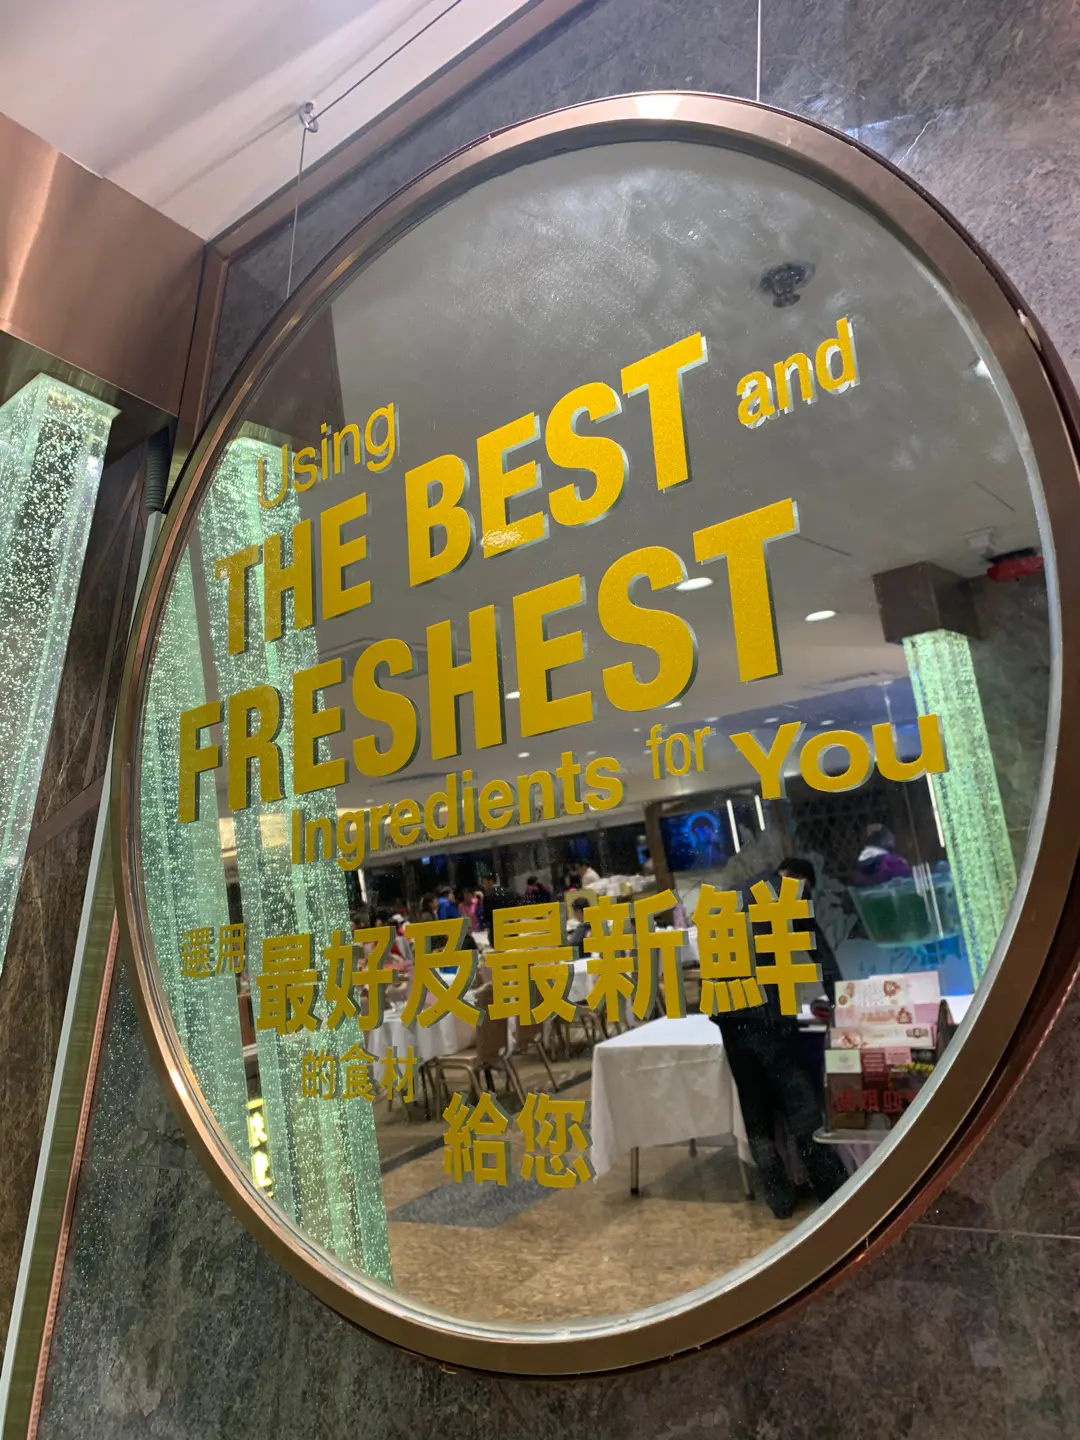 Using
THE BEST and
FRESHEST
Ingredients for You
選用 最好及最新鮮
的食材
給您